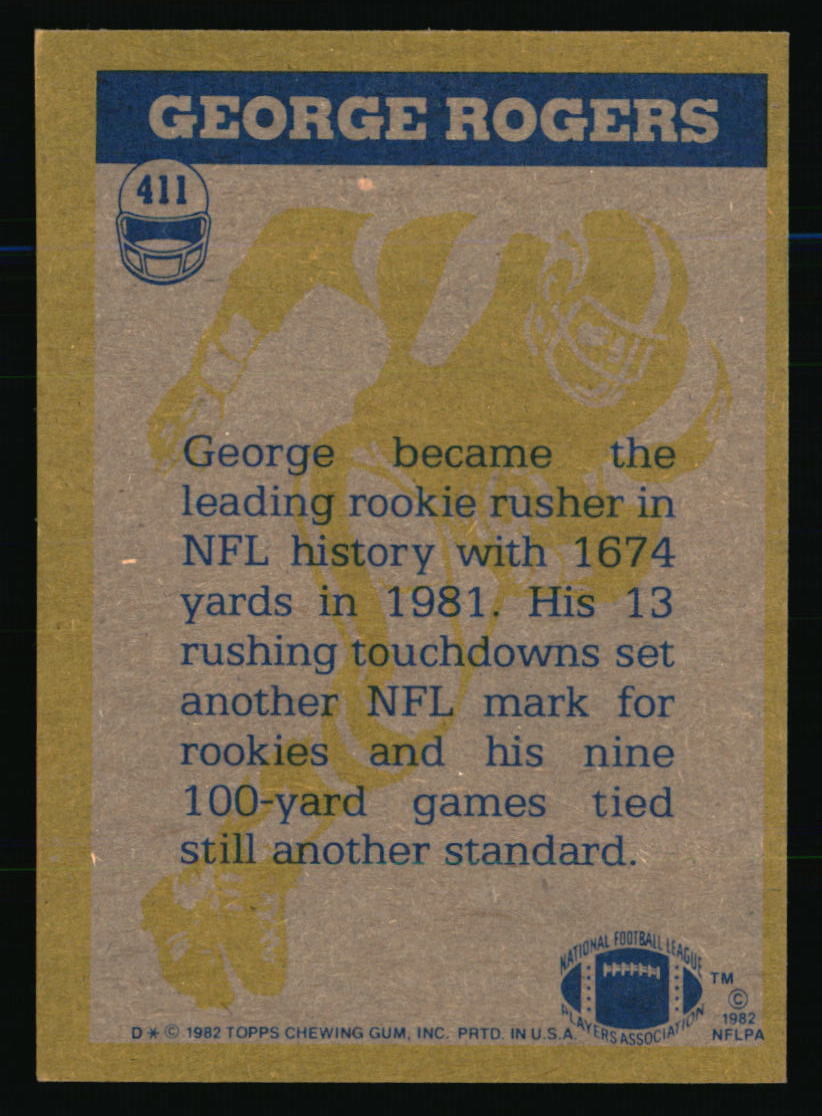 GEORGE ROGERS
411
George became the
leading rookie rusher in
NFL history with 1674
yards in 1981. His 13
rushing touchdowns set
another NFL mark for
rookies and his nine
100-yard games tied
still another standard.
NATIONAL FOOTBALL LEAGUE
PLAYERS ASSOCIATION
TM
©
1982
NFLPA
D * © 1982 TOPPS CHEWING GUM, INC. PRTD. IN U.S.A.